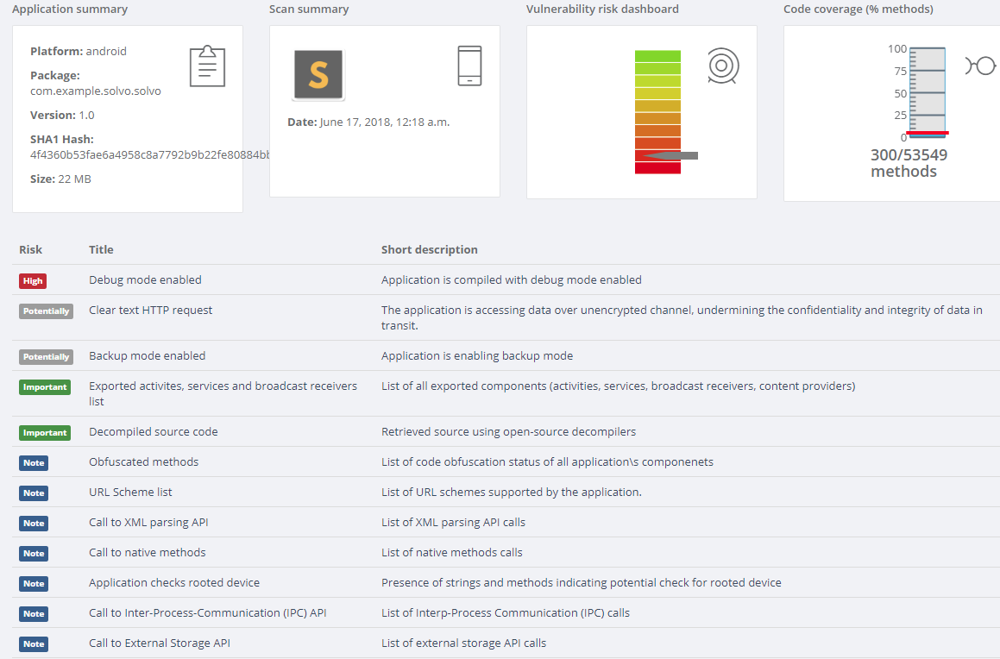 Application summary
Scan summary
Vulnerability risk dashboard
Code coverage (% methods)
Platform: android
Package:
com.example.solvo.solvo
Version: 1.0
SHA1 Hash:
4f4360b53fae6a4958c8a7792b9b22fe80884bb
Size: 22 MB
S
Date: June 17, 2018, 12:18 a.m.
100
75
50
25
0
300/53549
methods
Risk Title Short description
High Debug mode enabled Application is compiled with debug mode enabled
Potentially Clear text HTTP request The application is accessing data over unencrypted channel, undermining the confidentiality and integrity of data in
transit.
Potentially Backup mode enabled Application is enabling backup mode
Important Exported activites, services and broadcast receivers List of all exported components (activities, services, broadcast receivers, content providers)
list
Important Decompiled source code Retrieved source using open-source decompilers
Note Obfuscated methods List of code obfuscation status of all application\s componenets
Note URL Scheme list List of URL schemes supported by the application.
Note Call to XML parsing API List of XML parsing API calls
Note Call to native methods List of native methods calls
Note Application checks rooted device Presence of strings and methods indicating potential check for rooted device
Note Call to Inter-Process-Communication (IPC) API List of Interp-Process Communication (IPC) calls
Note Call to External Storage API List of external storage API calls